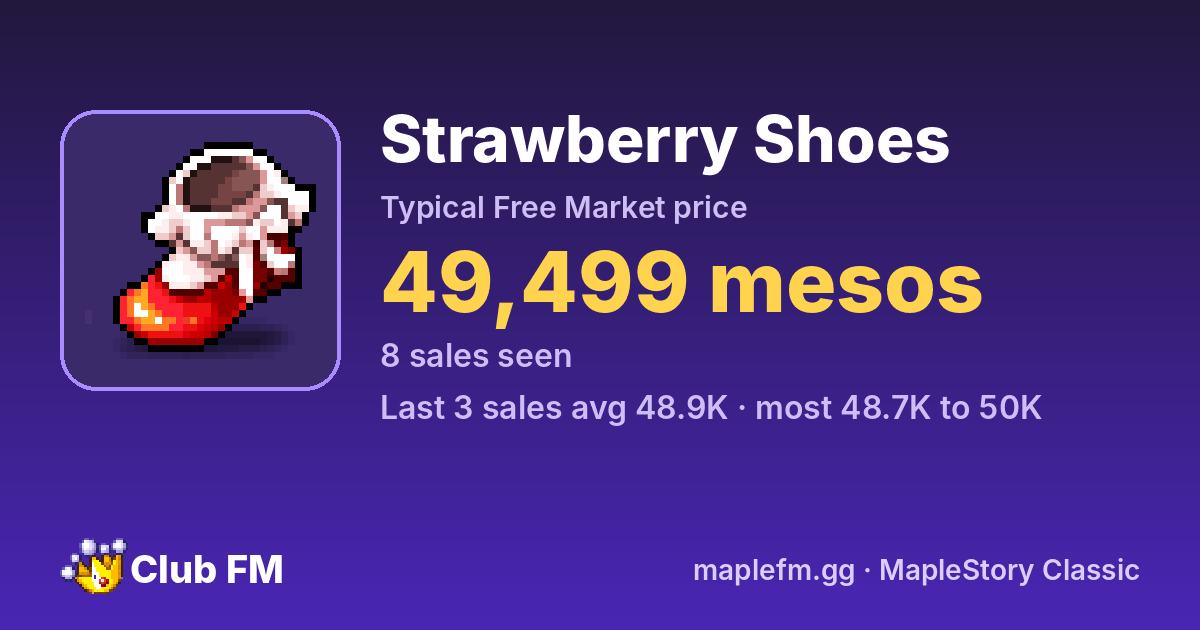 Strawberry Shoes
Typical Free Market price
49,499 mesos
8 sales seen
Last 3 sales avg 48.9K · most 48.7K to 50K
Club FM
maplefm.gg · MapleStory Classic